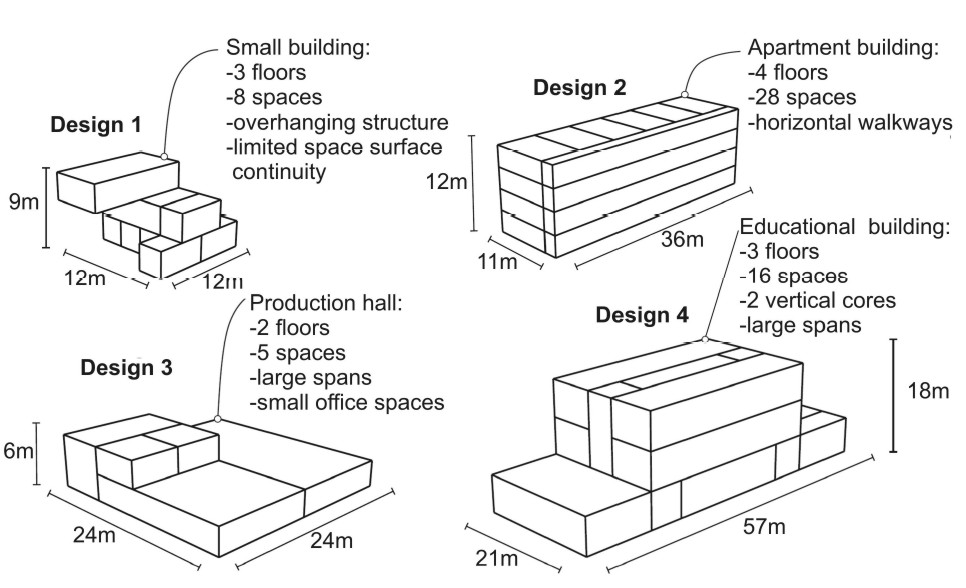 Small building:
-3 floors
-8 spaces
-overhanging structure
-limited space surface
continuity
Design 1
9m
12m
12m
Apartment building:
-4 floors
-28 spaces
-horizontal walkways
Design 2
12m
11m
36m
Production hall:
-2 floors
-5 spaces
-large spans
-small office spaces
Design 3
6m
24m
24m
Educational building:
-3 floors
-16 spaces
-2 vertical cores
-large spans
Design 4
18m
21m
57m